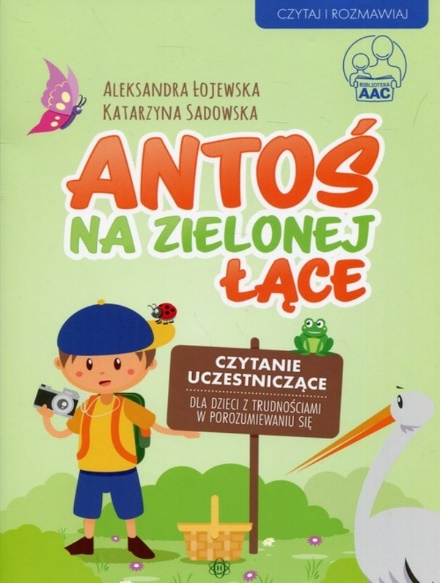 CZYTAJ I ROZMAWIAJ
BIBLIOTEKA
AAC
ALEKSANDRA ŁOJEWSKA
KATARZYNA SADOWSKA
ANTOŚ
NA ZIELONEJ
ŁĄCE
CZYTANIE
UCZESTNICZĄCE
DLA DZIECI Z TRUDNOŚCIAMI
W POROZUMIEWANIU SIĘ
H